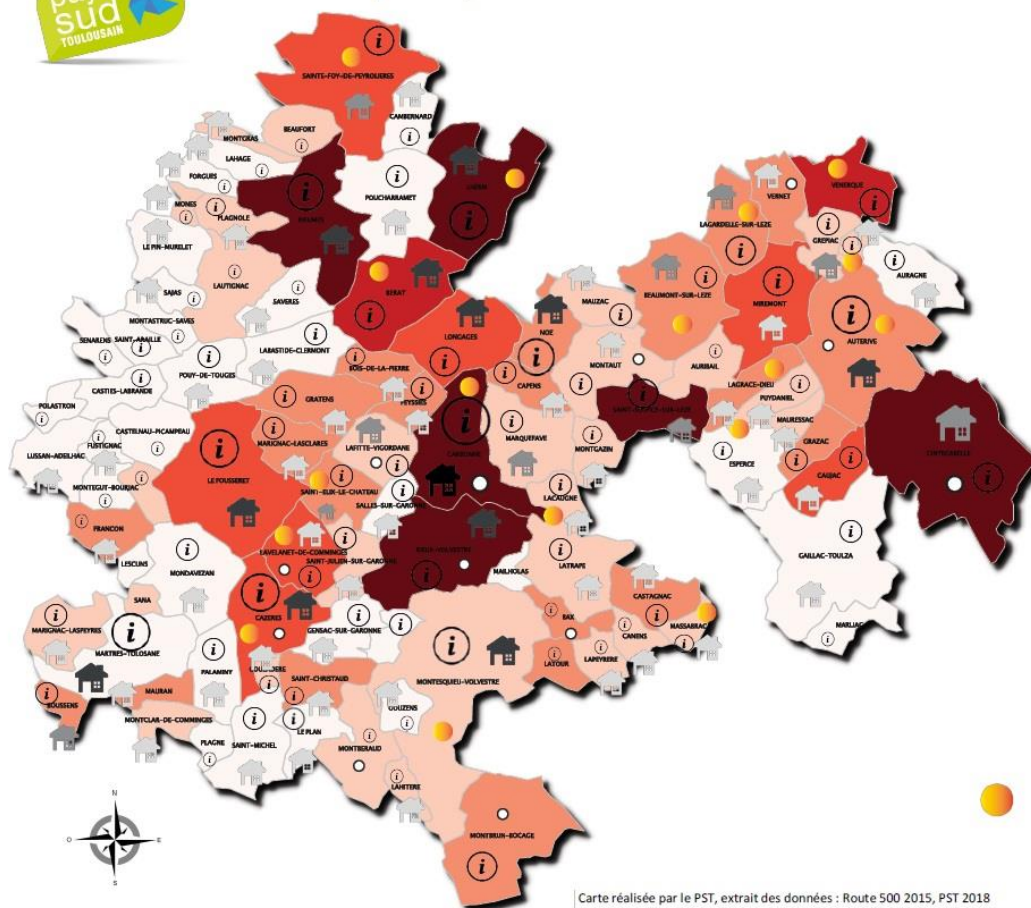 sud
TOULOUSAIN
SAINTE-FOY-DE-PEYROLIERES
CAMBERNARD
BEAUFORT
MONTGRAS
LAHAGE
FORGUES
POUCHARRAMET
MONES
PLAGNOLE
LE PIN-MURELET
LAUTIGNAC
SAJAS
SAVERES
BERAT
MONTASTRUC-SAVES
SENARENS
SAINT-ARAILLE
LABASTIDE-CLERMONT
LONGAGES
NOE
MAUZAC
BEAUMONT-SUR-LEZE
LAGARDELLE-SUR-LEZE
VERNET
VENERQUE
GREPIAC
AURAGNE
MIREMONT
AUTERIVE
POUY-DE-TOUGES
BOIS-DE-LA-PIERRE
CASTIES-LABRANDE
POLASTRON
GRATENS
PEYSSIES
CAPENS
MONTAUT
AURIBAIL
LAGRACE-DIEU
PUYDANIEL
MAURESSAC
GRAZAC
CASTELNAU-PICAMPEAU
FUSTIGNAC
LUSSAN-ADEILHAC
MARIGNAC-LASCLARES
LAFITTE-VIGORDANE
CARBONNE
MARQUEFAVE
MONTGAZIN
SAINT-SULPICE-SUR-LEZE
ESPERCE
CAUJAC
CINTEGABELLE
MONTEGUT-BOURJAC
LE FOUSSERET
SAINT-ELIX-LE-CHATEAU
SALLES-SUR-GARONNE
LACAUGNE
FRANCON
LESCUNS
MONDAVEZAN
LAVELANET-DE-COMMINGES
SAINT-JULIEN-SUR-GARONNE
RIEUX-VOLVESTRE
MAILHOLAS
LATRAPE
GAILLAC-TOULZA
MARLIAC
SANA
MARIGNAC-LASPEYRES
MARTRES-TOLOSANE
CAZERES
GENSAC-SUR-GARONNE
CASTAGNAC
BAX
CANENS
MASSABRAC
LATOUR
LAPEYRERE
PALAMINY
COULADERE
SAINT-CHRISTAUD
MONTESQUIEU-VOLVESTRE
BOUSSENS
MAURAN
MONTCLAR-DE-COMMINGES
PLAGNE
SAINT-MICHEL
LE PLAN
GOUZENS
MONTBERAUD
LAHITERE
MONTBRUN-BOCAGE
N
O
E
S
Carte réalisée par le PST, extrait des données : Route 500 2015, PST 2018